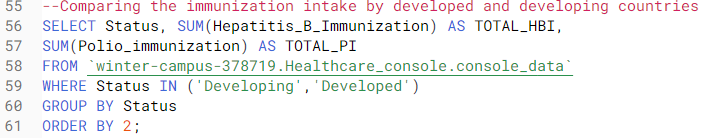 55 --Comparing the immunization intake by developed and developing countries
56 SELECT Status, SUM(Hepatitis_B_Immunization) AS TOTAL_HBI,
57 SUM(Polio_immunization) AS TOTAL_PI
58 FROM `winter-campus-378719.Healthcare_console.console_data`
59 WHERE Status IN ('Developing','Developed')
60 GROUP BY Status
61 ORDER BY 2;